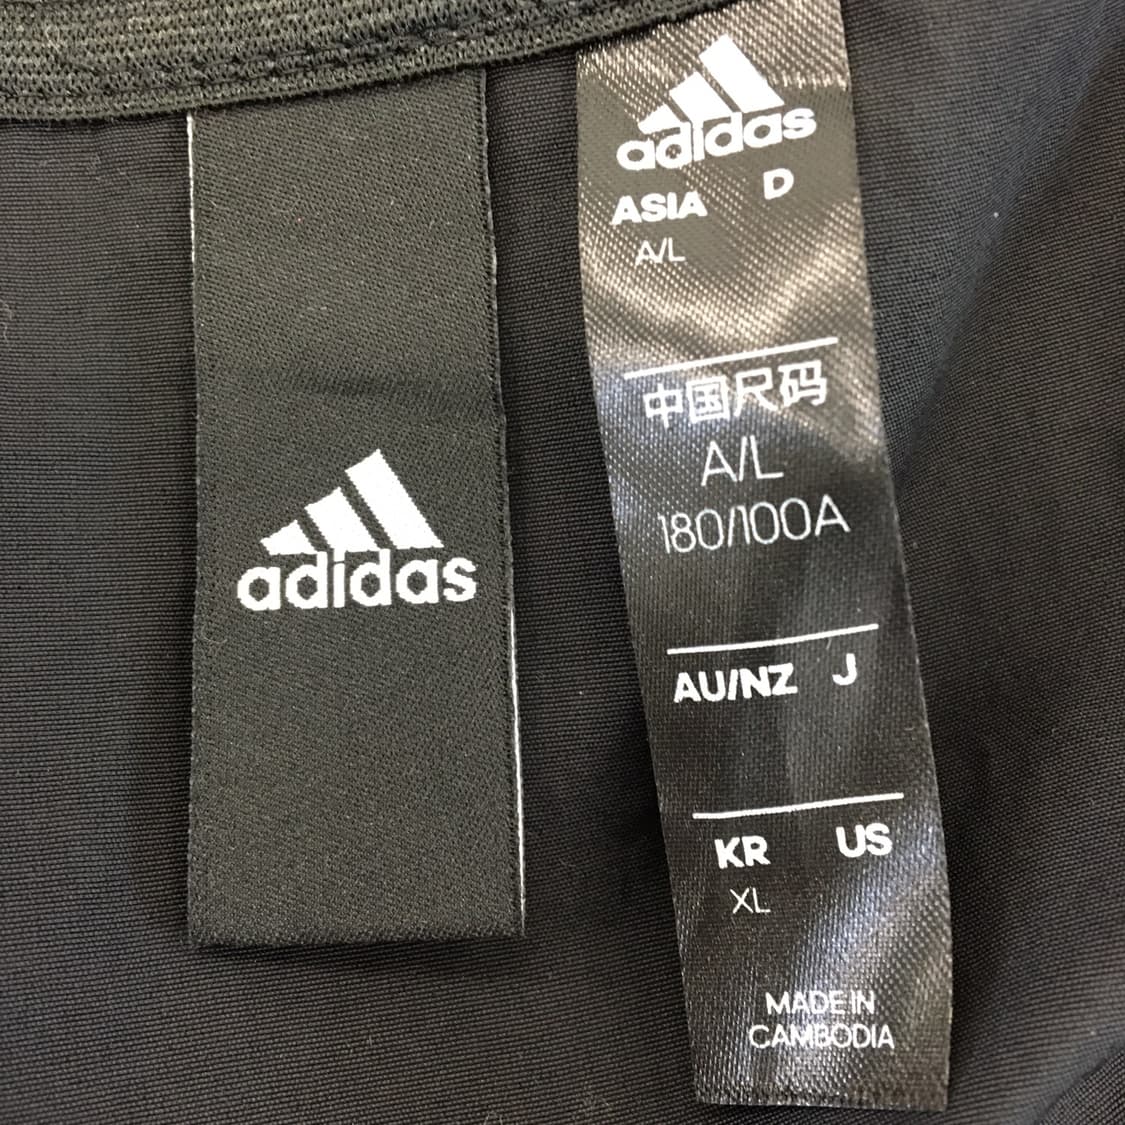 adidas
adidas
ASIA D
A/L
中国尺码
A/L
180/100A
AU/NZ J
KR US
XL
MADE IN
CAMBODIA